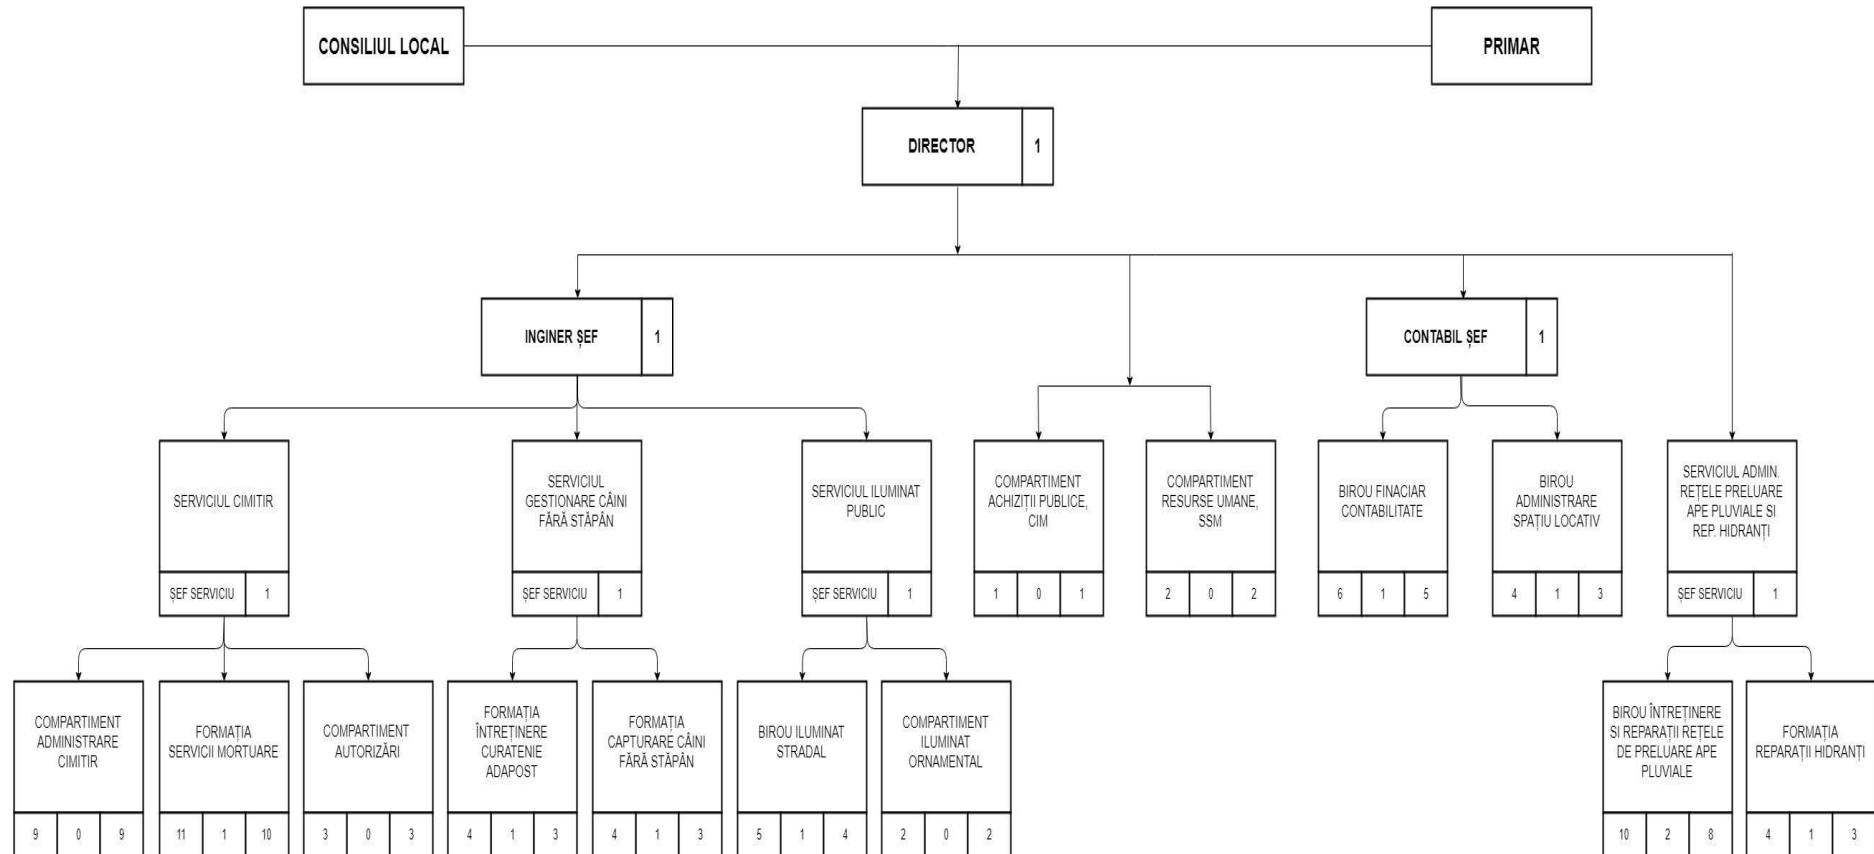 CONSILIUL LOCAL
PRIMAR
DIRECTOR 1
INGINER ȘEF 1
CONTABIL ȘEF 1
SERVICIUL CIMITIR
ȘEF SERVICIU 1
SERVICIUL
GESTIONARE CÂINI
FĂRĂ STĂPÂN
ȘEF SERVICIU 1
SERVICIUL ILUMINAT
PUBLIC
ȘEF SERVICIU 1
COMPARTIMENT
ACHIZIȚII PUBLICE,
CIM
1 0 1
COMPARTIMENT
RESURSE UMANE,
SSM
2 0 2
BIROU FINACIAR
CONTABILITATE
6 1 5
BIROU
ADMINISTRARE
SPAȚIU LOCATIV
4 1 3
SERVICIUL ADMIN.
REȚELE PRELUARE
APE PLUVIALE SI
REP. HIDRANȚI
ȘEF SERVICIU 1
COMPARTIMENT
ADMINISTRARE
CIMITIR
9 0 9
FORMAȚIA
SERVICII MORTUARE
11 1 10
COMPARTIMENT
AUTORIZĂRI
3 0 3
FORMAȚIA
ÎNTREȚINERE
CURATENIE
ADAPOST
4 1 3
FORMAȚIA
CAPTURARE CÂINI
FĂRĂ STĂPÂN
4 1 3
BIROU ILUMINAT
STRADAL
5 1 4
COMPARTIMENT
ILUMINAT
ORNAMENTAL
2 0 2
BIROU ÎNTREȚINERE
SI REPARAȚII REȚELE
DE PRELUARE APE
PLUVIALE
10 2 8
FORMAȚIA
REPARAȚII HIDRANȚI
4 1 3